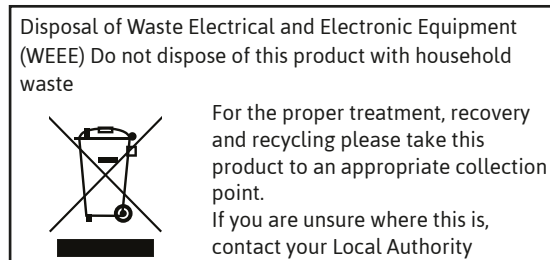 Disposal of Waste Electrical and Electronic Equipment
(WEEE) Do not dispose of this product with household
waste
For the proper treatment, recovery
and recycling please take this
product to an appropriate collection
point.
If you are unsure where this is,
contact your Local Authority